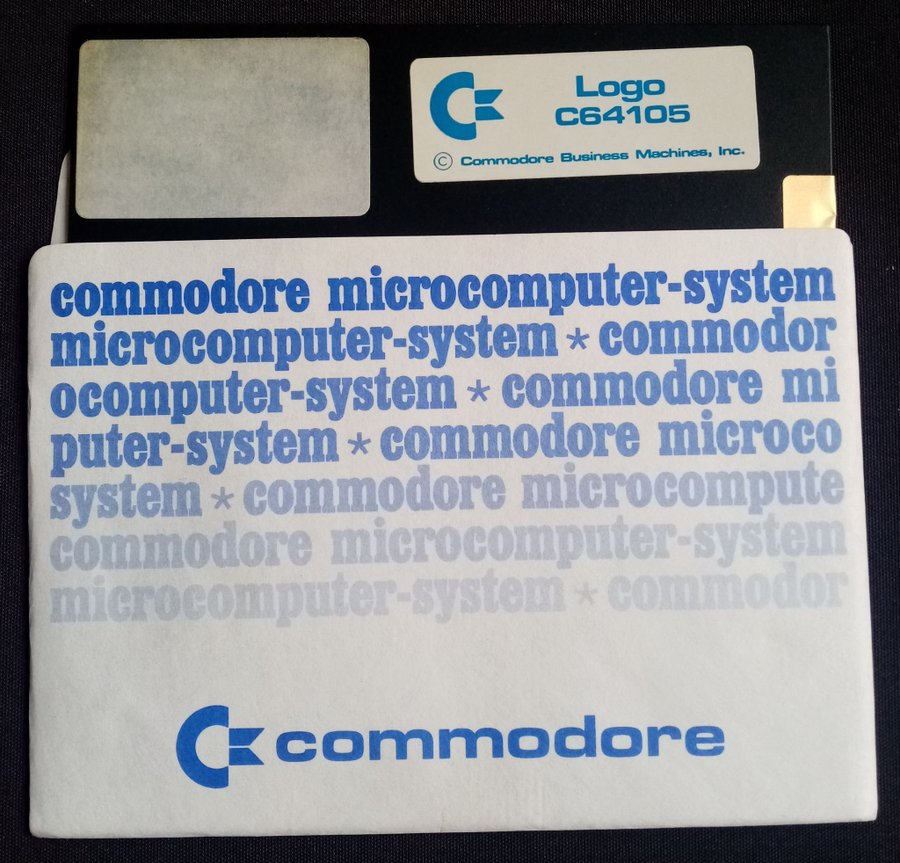 Logo
C64105
© Commodore Business Machines, Inc.
commodore microcomputer-system
microcomputer-system * commodor
ocomputer-system * commodore mi
puter-system * commodore microco
system * commodore microcompute
commodore microcomputer-system
microcomputer-system * commodor
commodore